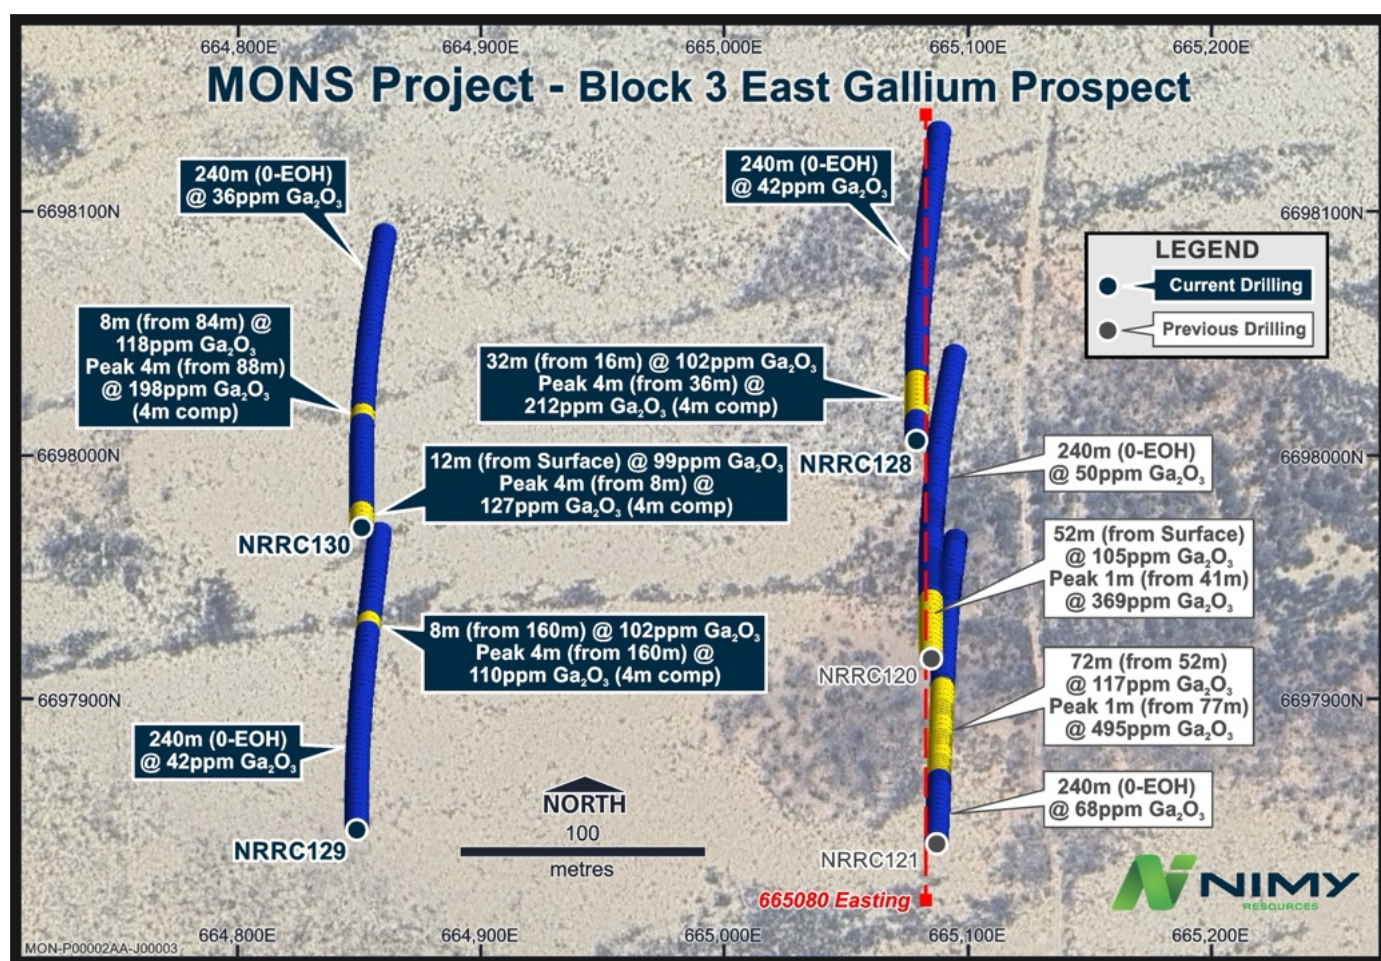 664,800E 664,900E 665,000E 665,100E 665,200E
MONS Project - Block 3 East Gallium Prospect
240m (0-EOH)
@ 36ppm Ga₂O₃
240m (0-EOH)
@ 42ppm Ga₂O₃
6698100N
6698100N
LEGEND
Current Drilling
Previous Drilling
8m (from 84m) @
118ppm Ga₂O₃
Peak 4m (from 88m)
@ 198ppm Ga₂O₃
(4m comp)
32m (from 16m) @ 102ppm Ga₂O₃
Peak 4m (from 36m) @
212ppm Ga₂O₃ (4m comp)
6698000N
6698000N
12m (from Surface) @ 99ppm Ga₂O₃
Peak 4m (from 8m) @
127ppm Ga₂O₃ (4m comp)
NRRC128
240m (0-EOH)
@ 50ppm Ga₂O₃
NRRC130
52m (from Surface)
@ 105ppm Ga₂O₃
Peak 1m (from 41m)
@ 369ppm Ga₂O₃
8m (from 160m) @ 102ppm Ga₂O₃
Peak 4m (from 160m) @
110ppm Ga₂O₃ (4m comp)
NRRC120
72m (from 52m)
@ 117ppm Ga₂O₃
Peak 1m (from 77m)
@ 495ppm Ga₂O₃
6697900N
6697900N
240m (0-EOH)
@ 42ppm Ga₂O₃
240m (0-EOH)
@ 68ppm Ga₂O₃
NORTH
100
metres
NRRC129
NRRC121
665080 Easting
NIMY
RESOURCES
MON-P00002AA-J00003
664,800E 664,900E 665,000E 665,100E 665,200E